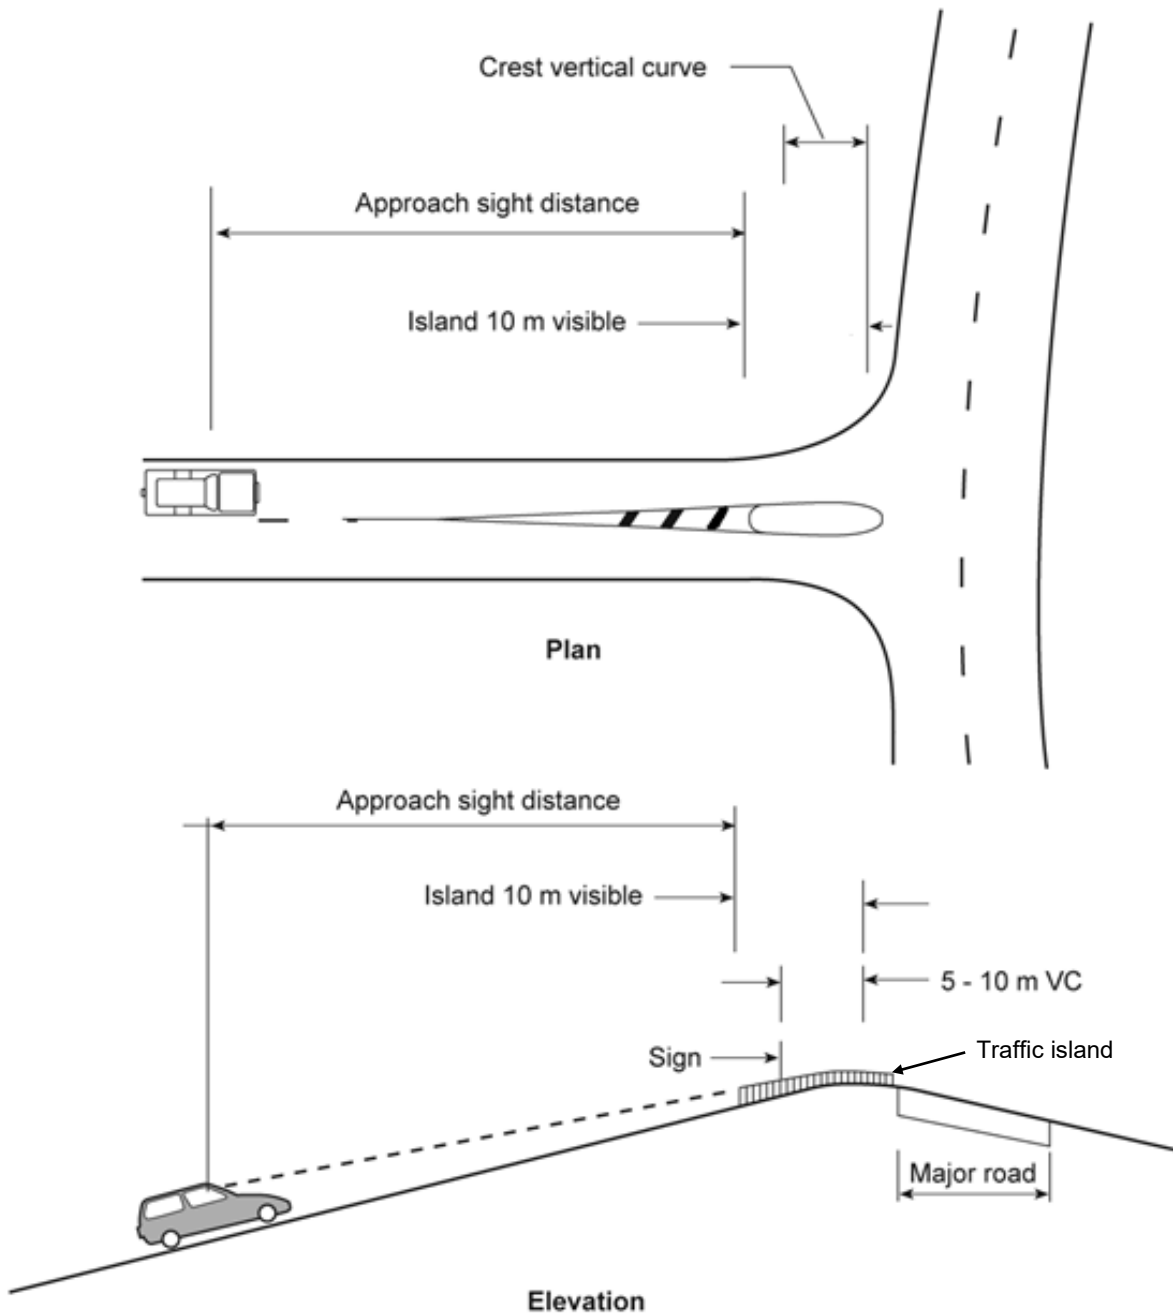 Crest vertical curve
Approach sight distance
Island 10 m visible
Plan
Approach sight distance
Island 10 m visible
5 - 10 m VC
Sign
Traffic island
Major road
Elevation